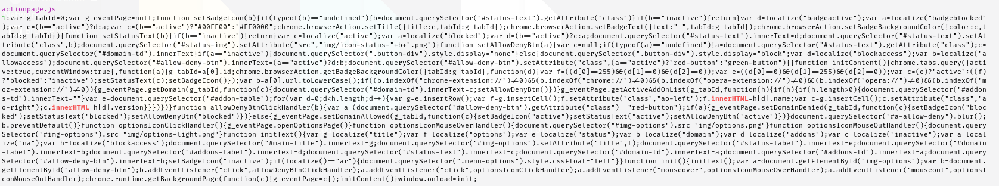 actionpage.js
1:var g_tabId=0;var g_eventPage=null;function setBadgeIcon(b){if(typeof(b)=="undefined"){b=document.querySelector("#status-text").getAttribute("class")}if(b=="inactive"){return}var d=localize("badgeactive");var a=localize("badgeblocked"
);var e=(b=="active")?d:a;var c=(b=="active")?"#00FF00":"#FF0000";chrome.browserAction.setTitle({title:e,tabId:g_tabId});chrome.browserAction.setBadgeText({text:" ",tabId:g_tabId});chrome.browserAction.setBadgeBackgroundColor({color:c,t
abId:g_tabId})}function setStatusText(b){if(b=="inactive"){return}var c=localize("active");var a=localize("blocked");var d=(b=="active")?c:a;document.querySelector("#status-text").innerText=d;document.querySelector("#status-text").setAt
tribute("class",b);document.querySelector("#status-img").setAttribute("src","img/icon-status-"+b+".png")}function setAllowDenyBtn(a){var c=null;if(typeof(a)=="undefined"){a=document.querySelector("#status-text").getAttribute("class");c=
document.querySelector("#domain-td").innerText}if(a=="inactive"){document.querySelector(".button-div").style.display="none"}else{document.querySelector(".button-div").style.display="block";var d=localize("blockaccess");var b=localize("a
llowaccess");document.querySelector("#allow-deny-btn").innerText=(a=="active")?d:b;document.querySelector("#allow-deny-btn").setAttribute("class",(a=="active")?"red-button":"green-button")}}function initContent(){chrome.tabs.query({acti
ve:true,currentWindow:true},function(a){g_tabId=a[0].id;chrome.browserAction.getBadgeBackgroundColor({tabId:g_tabId},function(d){var f=((d[0]==255)&&(d[1]==0)&&(d[2]==0));var e=((d[0]==0)&&(d[1]==255)&&(d[2]==0));var c=(e)?"active":((f)
?"blocked":"inactive");setStatusText(c);setBadgeIcon()});var b=a[0].url.toLowerCase();if((b.indexOf("chrome-extension://")!=0)&&(b.indexOf("chrome://")!=0)&&(b.indexOf("opera-extension://")!=0)&&(b.indexOf("opera://")!=0)&&(b.indexOf("m
oz-extension://")!=0)){g_eventPage.getDomain(g_tabId,function(c){document.querySelector("#domain-td").innerText=c;setAllowDenyBtn()})}g_eventPage.getActiveAddOnList(g_tabId,function(h){if(h){if(h.length>0){document.querySelector("#addon
s-td").innerText=""}var e=document.querySelector("#addon-table");for(var d=0;d<h.length;d++){var g=e.insertRow();var f=g.insertCell();f.setAttribute("class","ao-left");f.innerHTML=h[d].name;var c=g.insertCell();c.setAttribute("class","a
o-right");c.innerHTML=h[d].version}}})})}function allowDenyBtnClickHandler(b){var a=(document.querySelector("#allow-deny-btn").getAttribute("class")=="red-button");if(a){g_eventPage.setDomainDenied(g_tabId,function(c){setBadgeIcon("bloc
ked");setStatusText("blocked");setAllowDenyBtn("blocked")})}else{g_eventPage.setDomainAllowed(g_tabId,function(c){setBadgeIcon("active");setStatusText("active");setAllowDenyBtn("active")})}document.querySelector("#a-allow-deny").blur();
b.preventDefault()}function optionsIconClickHandler(){g_eventPage.openOptionsPage()}function optionsIconMouseOverHandler(){document.querySelector("#img-options").src="img/options.png"}function optionsIconMouseOutHandler(){document.query
Selector("#img-options").src="img/options-light.png"}function initText(){var g=localize("title");var f=localize("options");var e=localize("status");var b=localize("domain");var d=localize("addons");var c=localize("inactive");var a=local
ize("na");var h=localize("blockaccess");document.querySelector("#main-title").innerText=g;document.querySelector("#img-options").setAttribute("title",f);document.querySelector("#status-label").innerText=e;document.querySelector("#domain
-label").innerText=b;document.querySelector("#addons-label").innerText=d;document.querySelector("#status-text").innerText=c;document.querySelector("#domain-td").innerText=a;document.querySelector("#addons-td").innerText=a;document.query
Selector("#allow-deny-btn").innerText=h;setBadgeIcon("inactive");if(localize()=="ar"){document.querySelector(".menu-options").style.cssFloat="left"}}function init(){initText();var a=document.getElementById("img-options");var b=document.
getElementById("allow-deny-btn");b.addEventListener("click",allowDenyBtnClickHandler);a.addEventListener("click",optionsIconClickHandler);a.addEventListener("mouseover",optionsIconMouseOverHandler);a.addEventListener("mouseout",optionsI
conMouseOutHandler);chrome.runtime.getBackgroundPage(function(c){g_eventPage=c});initContent()}window.onload=init;